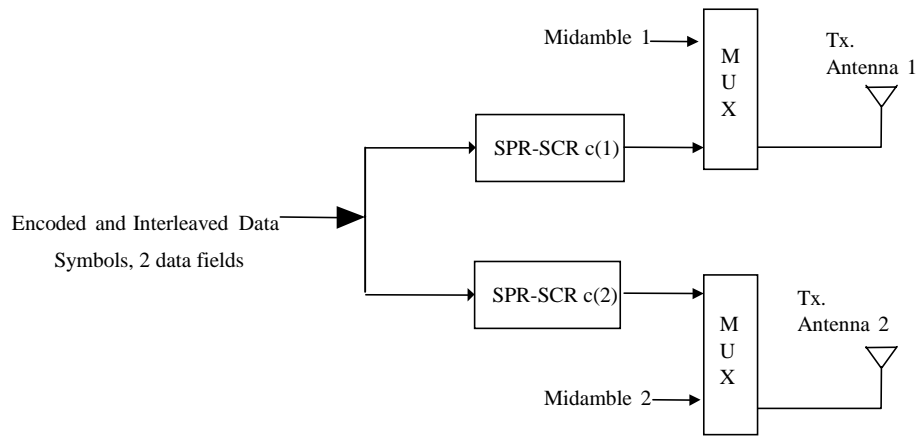 Midamble 1
M
U
X
Tx.
Antenna 1
SPR-SCR c(1)
Encoded and Interleaved Data
Symbols, 2 data fields
SPR-SCR c(2)
M
U
X
Tx.
Antenna 2
Midamble 2